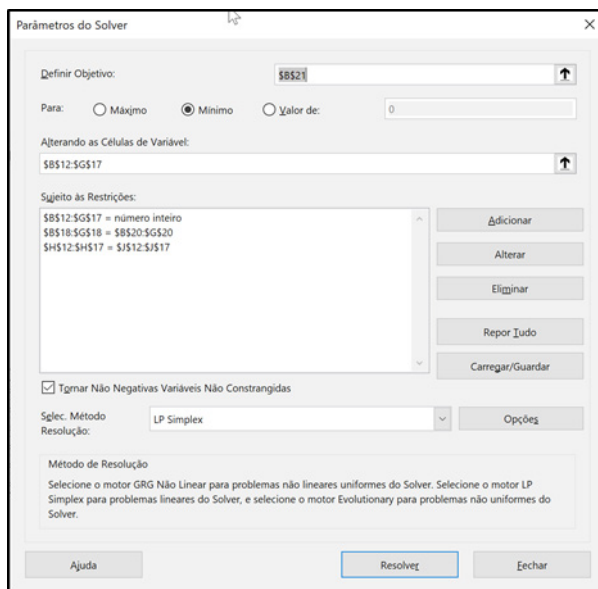 Parâmetros do Solver
Definir Objetivo:
$B$21
Para:
Máximo
Mínimo
Valor de:
0
Alterando as Células de Variável:
$B$12:$G$17
Sujeito às Restrições:
$B$12:$G$17 = número inteiro
$B$18:$G$18 = $B$20:$G$20
$H$12:$H$17 = $J$12:$J$17
Adicionar
Alterar
Eliminar
Repor Tudo
Carregar/Guardar
Tornar Não Negativas Variáveis Não Constrangidas
Selec. Método
Resolução:
LP Simplex
Opções
Método de Resolução
Selecione o motor GRG Não Linear para problemas não lineares uniformes do Solver. Selecione o motor LP
Simplex para problemas lineares do Solver, e selecione o motor Evolutionary para problemas não uniformes do
Solver.
Ajuda
Resolver
Fechar